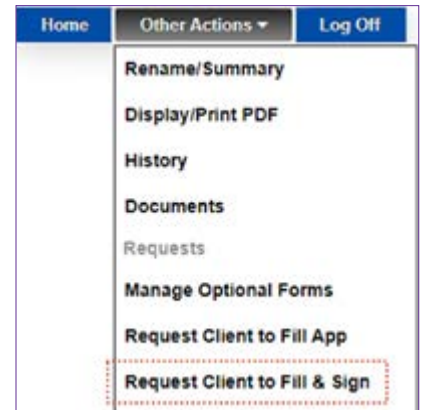 Home Other Actions ▾ Log Off
Rename/Summary
Display/Print PDF
History
Documents
Requests
Manage Optional Forms
Request Client to Fill App
Request Client to Fill & Sign